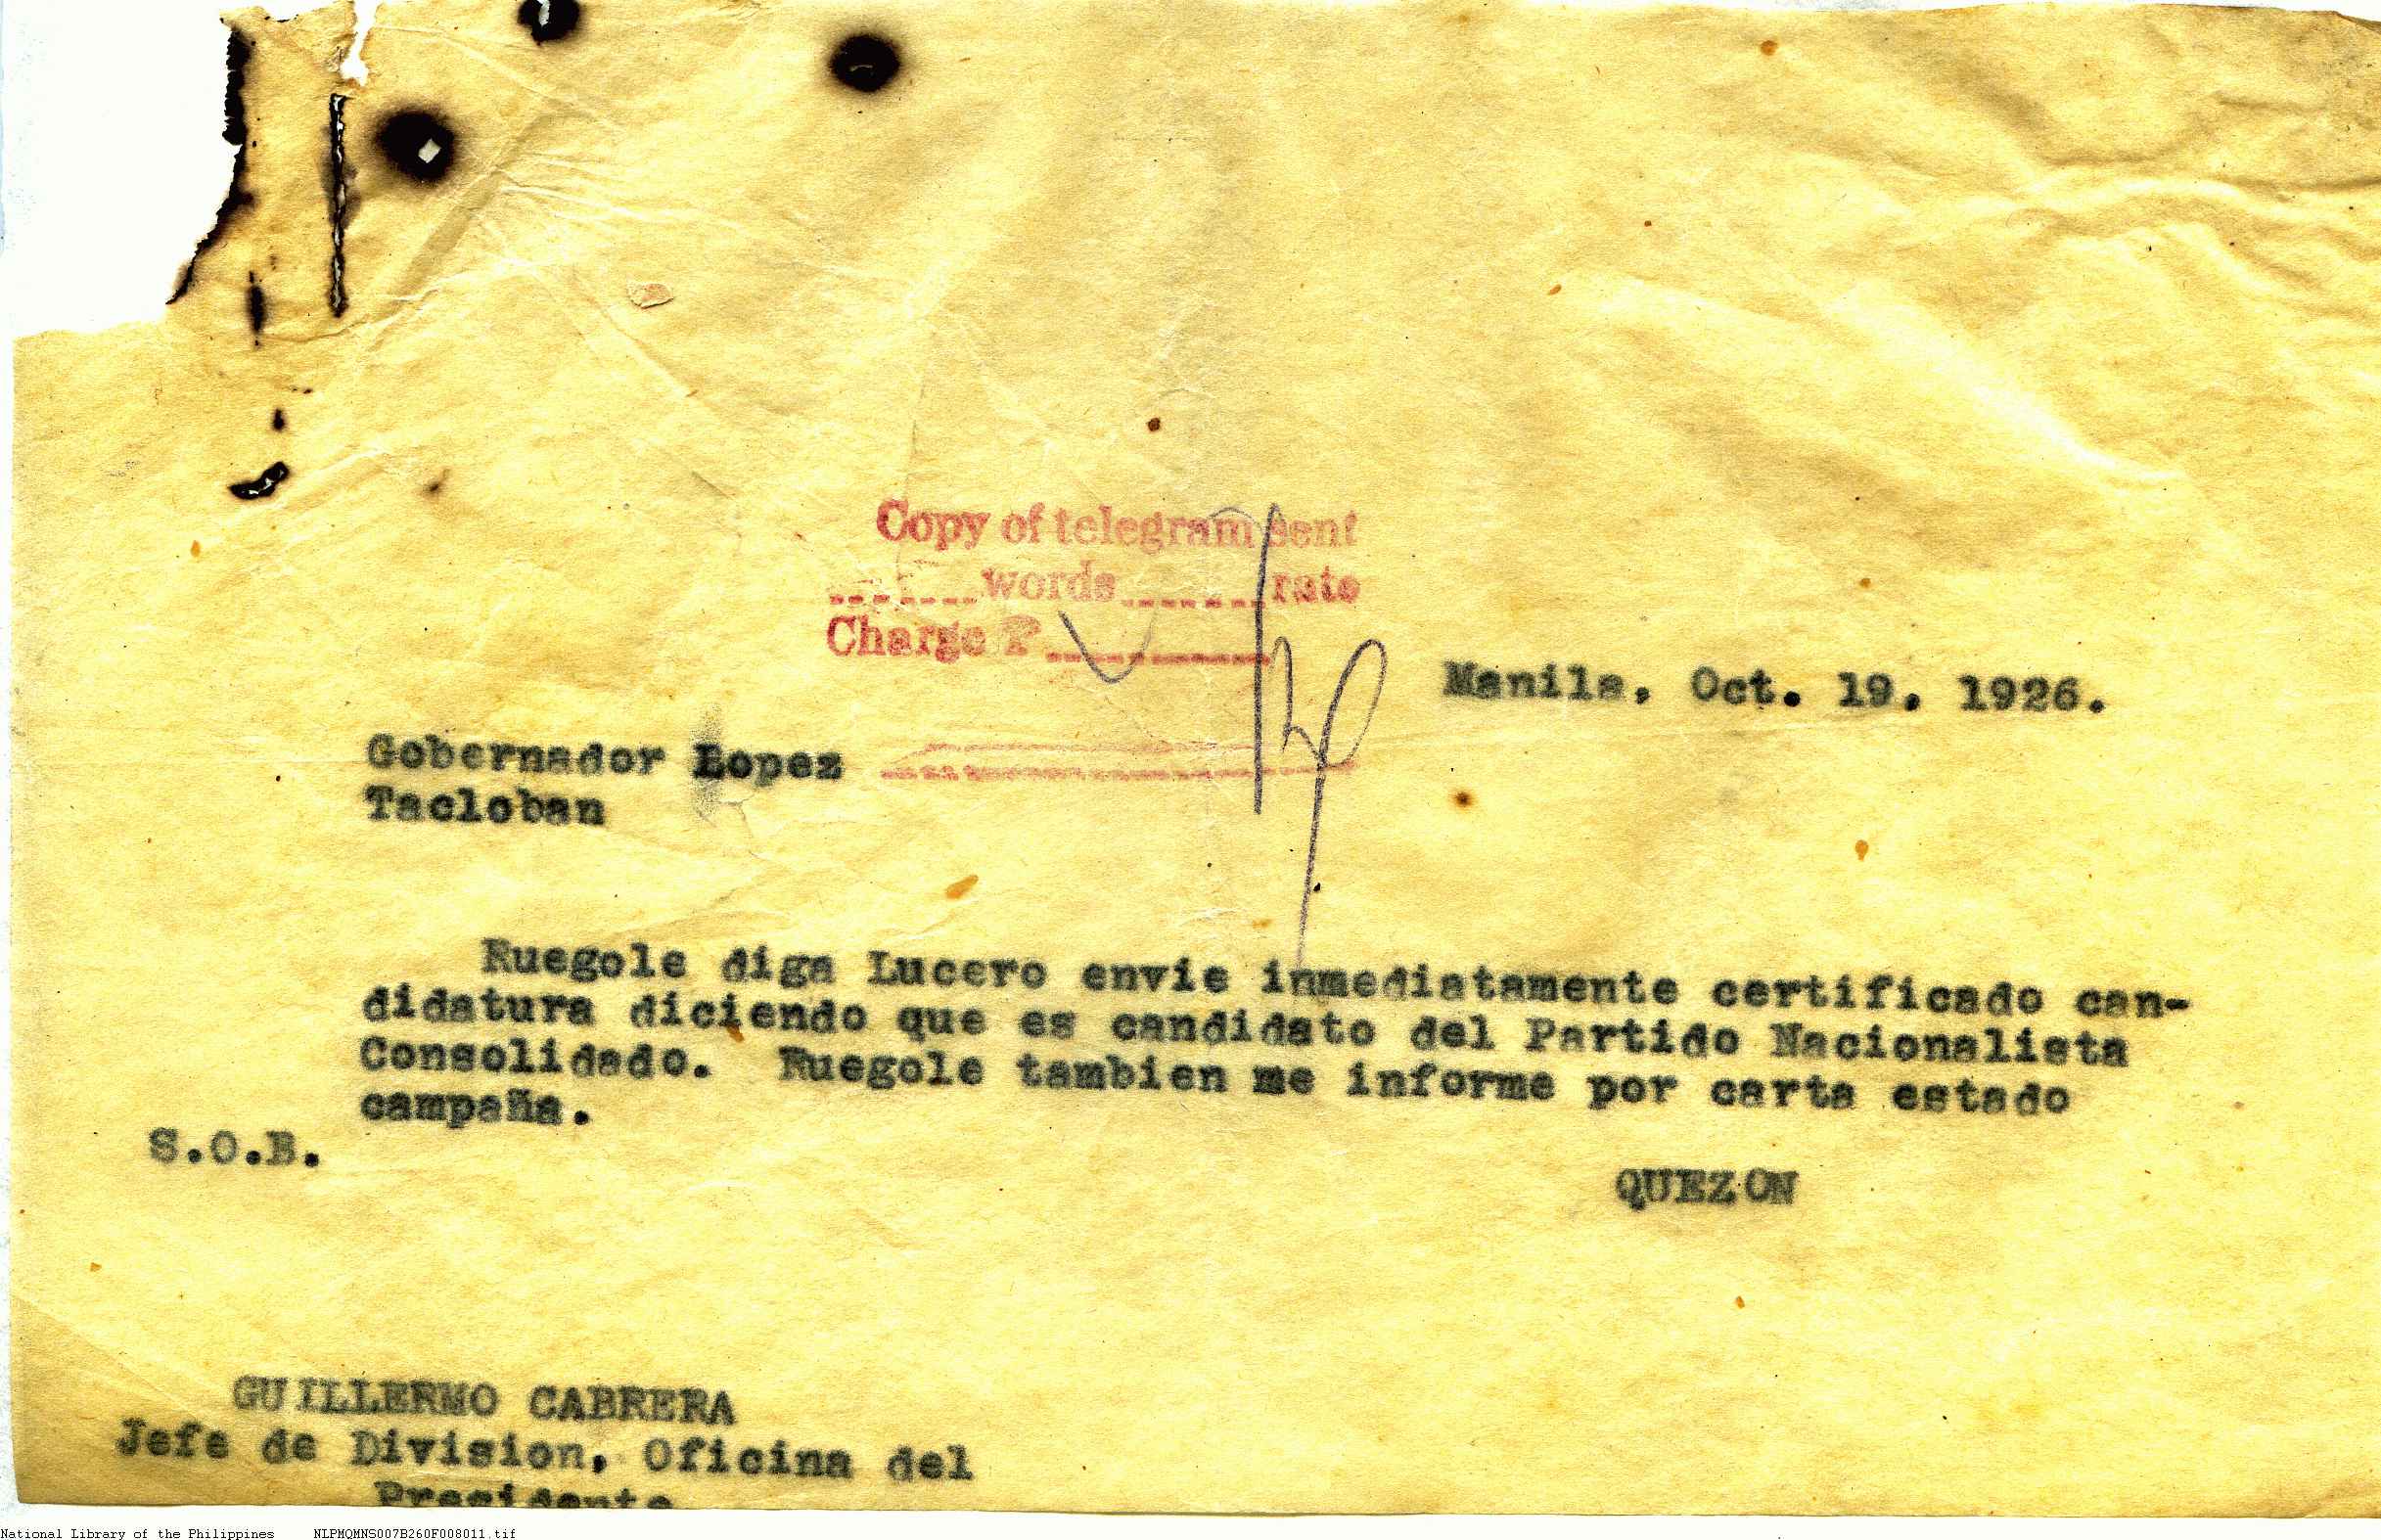 Copy of telegram sent
.......words.......rate
Charge ₱
Manila, Oct. 19, 1926.
Gobernador Lopez
Tacloban
Ruegole diga Lucero envie inmediatamente certificado can-
didatura diciendo que es candidato del Partido Nacionalista
Consolidado. Ruegole tambien me informe por carta estado
campaña.
S.O.B.
QUEZON
GUILLERMO CABRERA
Jefe de Division, Oficina del
Presidente
National Library of the Philippines NLPMQMNS007B260F008011.tif